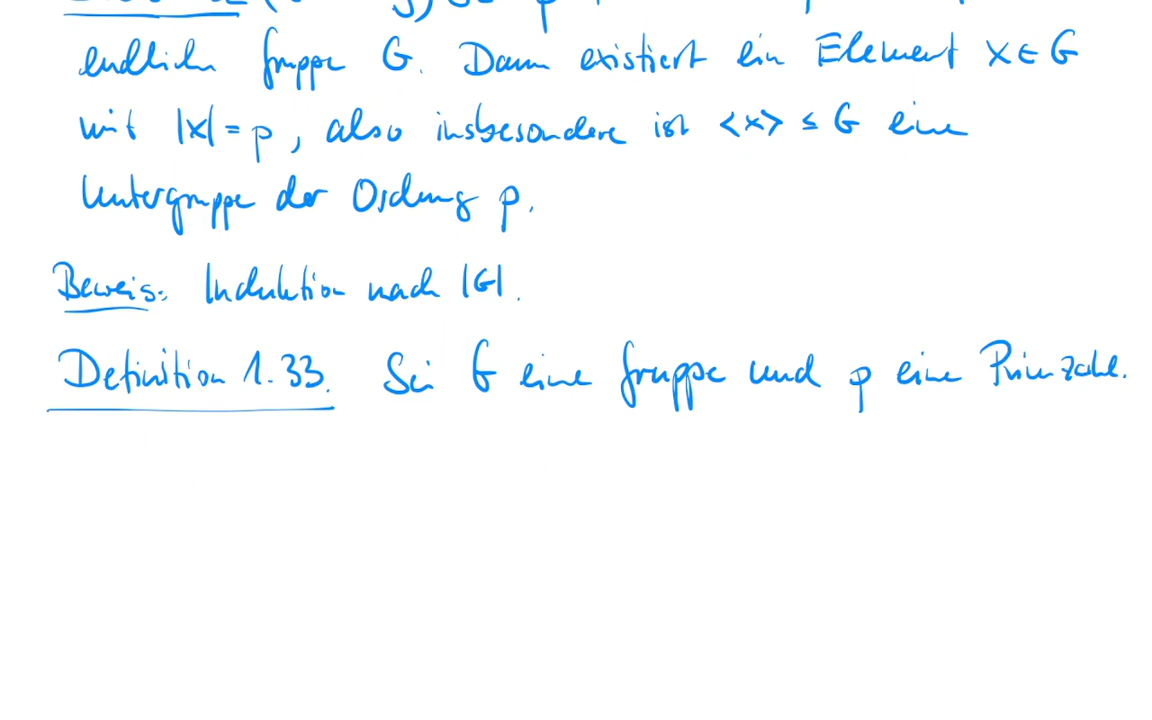 endlichen Gruppe G. Dann existiert ein Element x ∈ G
mit |x| = p, also insbesondere ist <x> ≤ G eine
Untergruppe der Ordnung p.
Beweis: Induktion nach |G|.
Definition 1.33. Sei G eine Gruppe und p eine Primzahl.